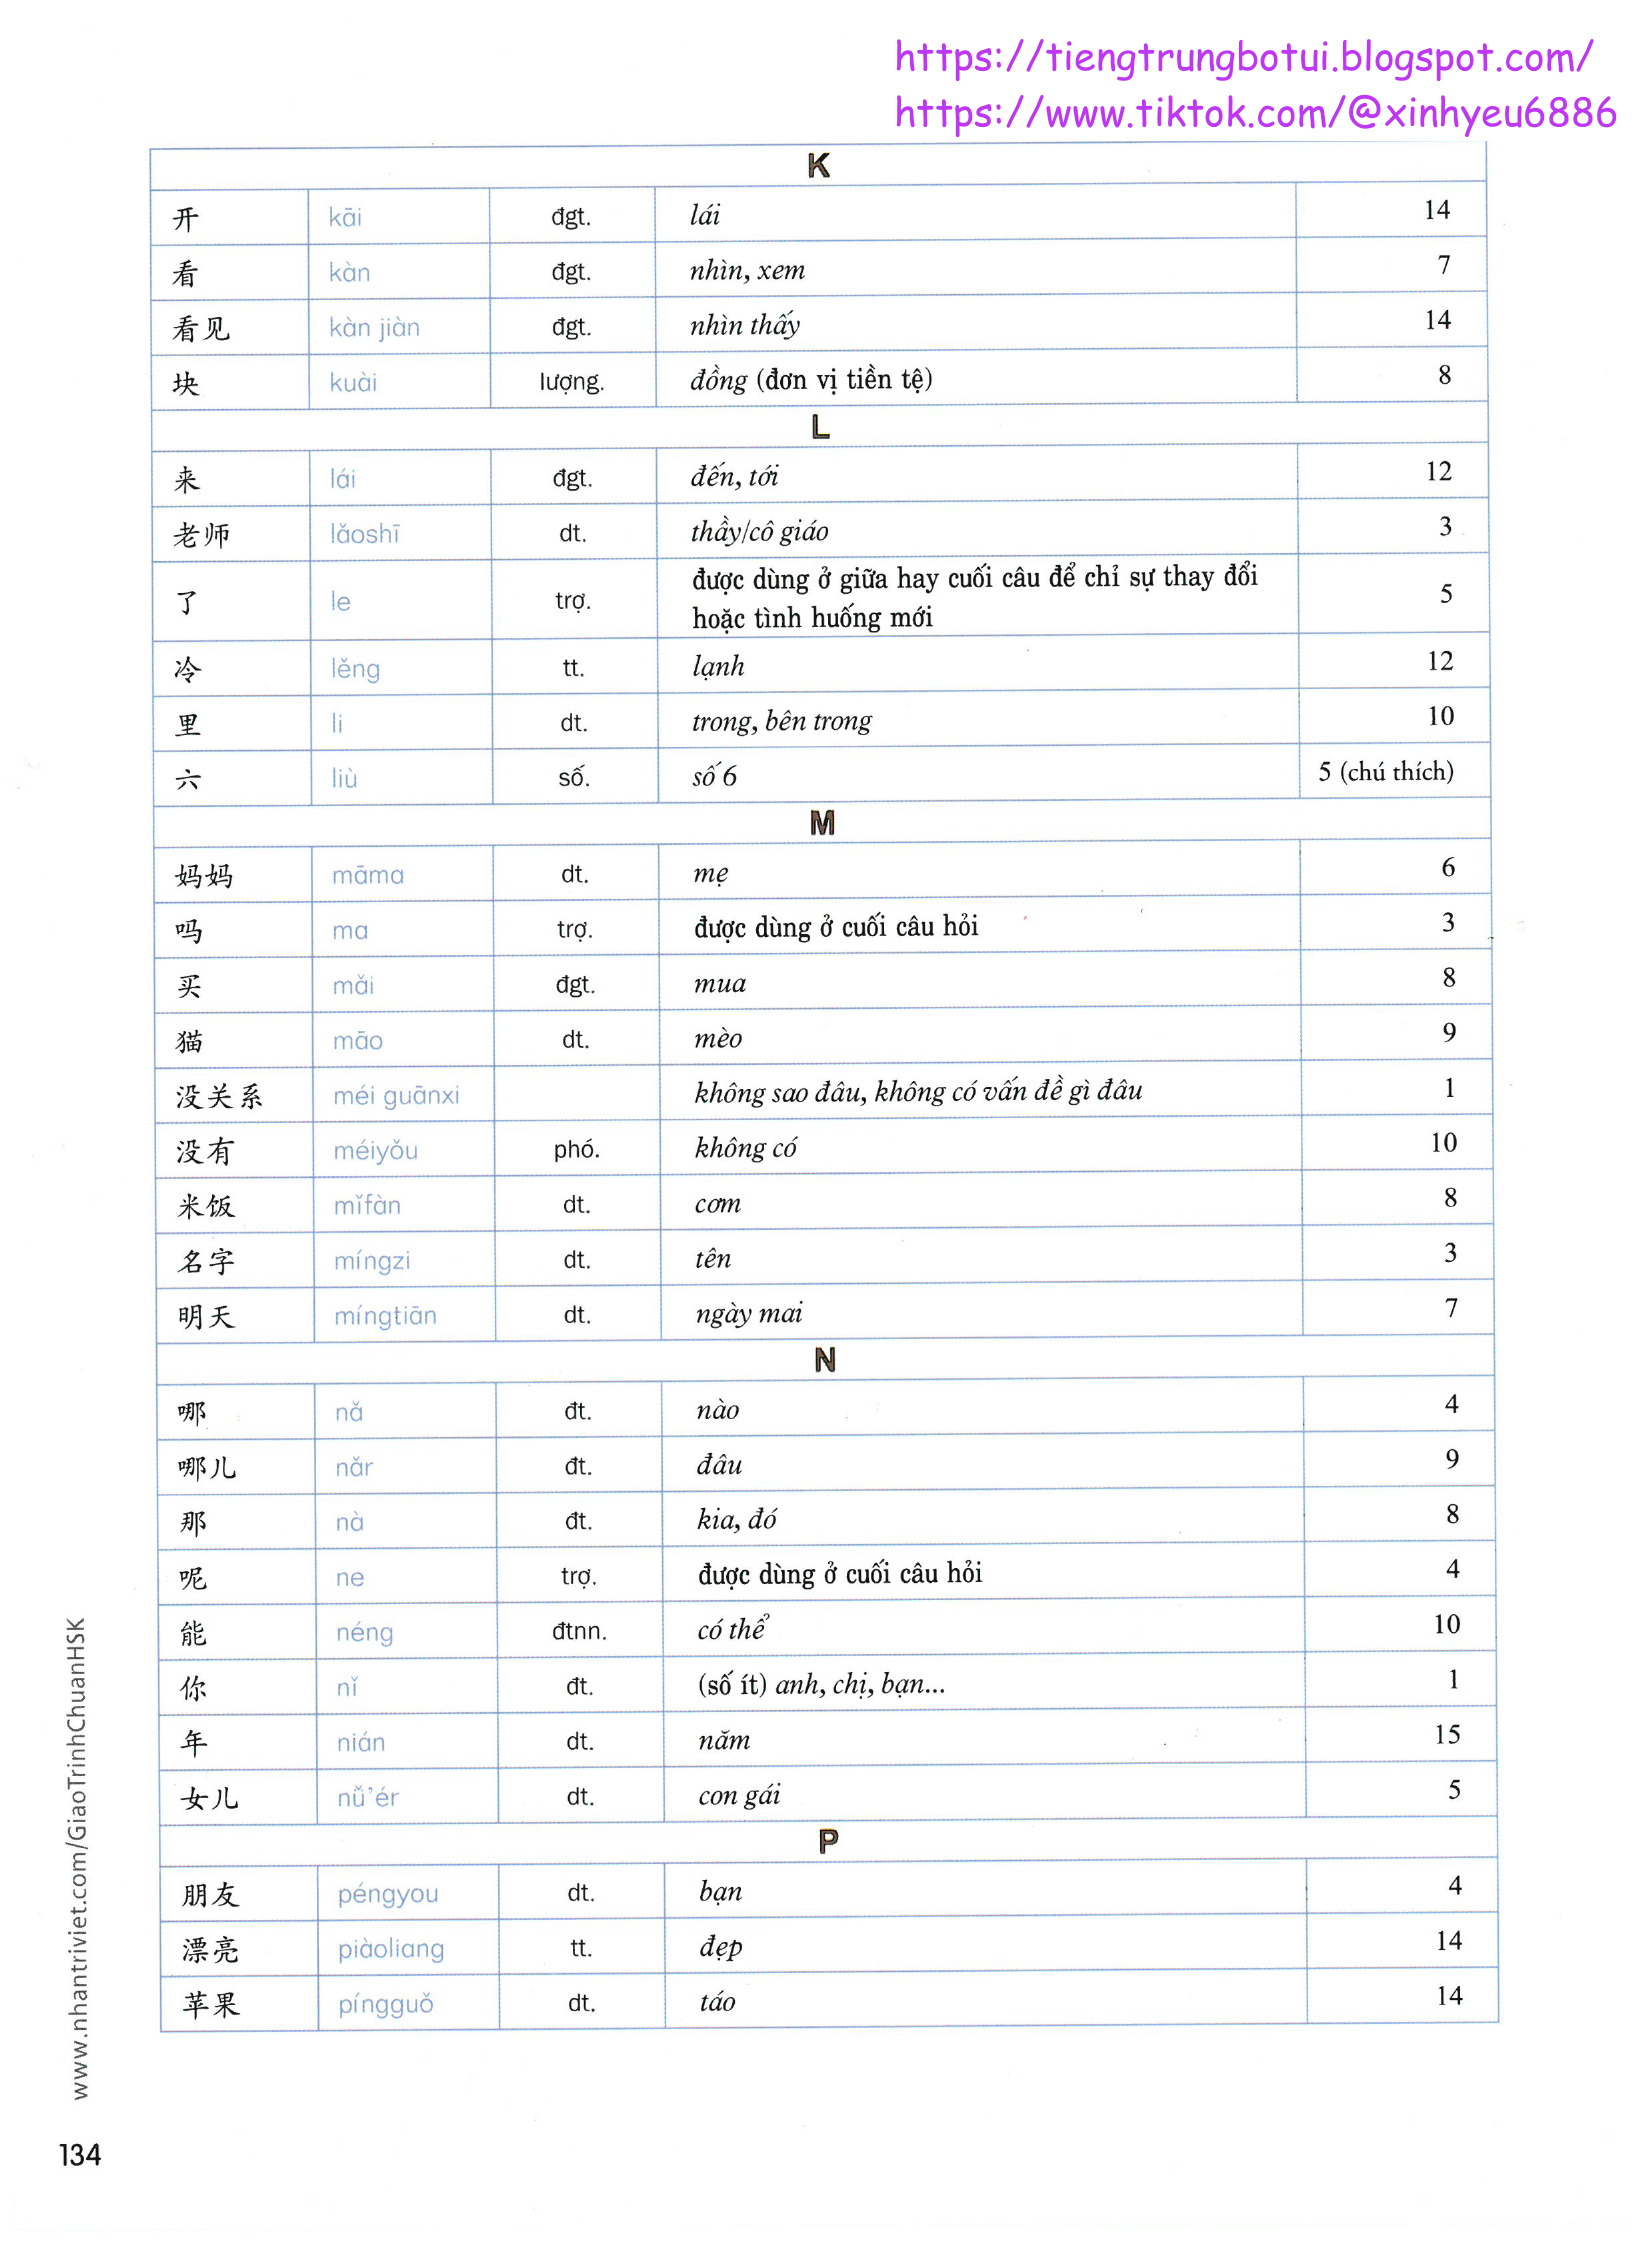 https://tiengtrungbotui.blogspot.com/
https://www.tiktok.com/@xinhyeu6886
K
开 kāi đgt. lái 14
看 kàn đgt. nhìn, xem 7
看见 kàn jiàn đgt. nhìn thấy 14
块 kuài lượng. đồng (đơn vị tiền tệ) 8
L
来 lái đgt. đến, tới 12
老师 lǎoshī dt. thầy/cô giáo 3
了 le trợ. được dùng ở giữa hay cuối câu để chỉ sự thay đổi
hoặc tình huống mới 5
冷 lěng tt. lạnh 12
里 li dt. trong, bên trong 10
六 liù số. số 6 5 (chú thích)
M
妈妈 māma dt. mẹ 6
吗 ma trợ. được dùng ở cuối câu hỏi 3
买 mǎi đgt. mua 8
猫 māo dt. mèo 9
没关系 méi guānxi không sao đâu, không có vấn đề gì đâu 1
没有 méiyǒu phó. không có 10
米饭 mǐfàn dt. cơm 8
名字 míngzi dt. tên 3
明天 míngtiān dt. ngày mai 7
N
哪 nǎ đt. nào 4
哪儿 nǎr đt. đâu 9
那 nà đt. kia, đó 8
呢 ne trợ. được dùng ở cuối câu hỏi 4
能 néng đtnn. có thể 10
你 nǐ đt. (số ít) anh, chị, bạn... 1
年 nián dt. năm 15
女儿 nǚ’ér dt. con gái 5
P
朋友 péngyou dt. bạn 4
漂亮 piàoliang tt. đẹp 14
苹果 píngguǒ dt. táo 14
www.nhantriviet.com/GiaoTrinhChuanHSK
134